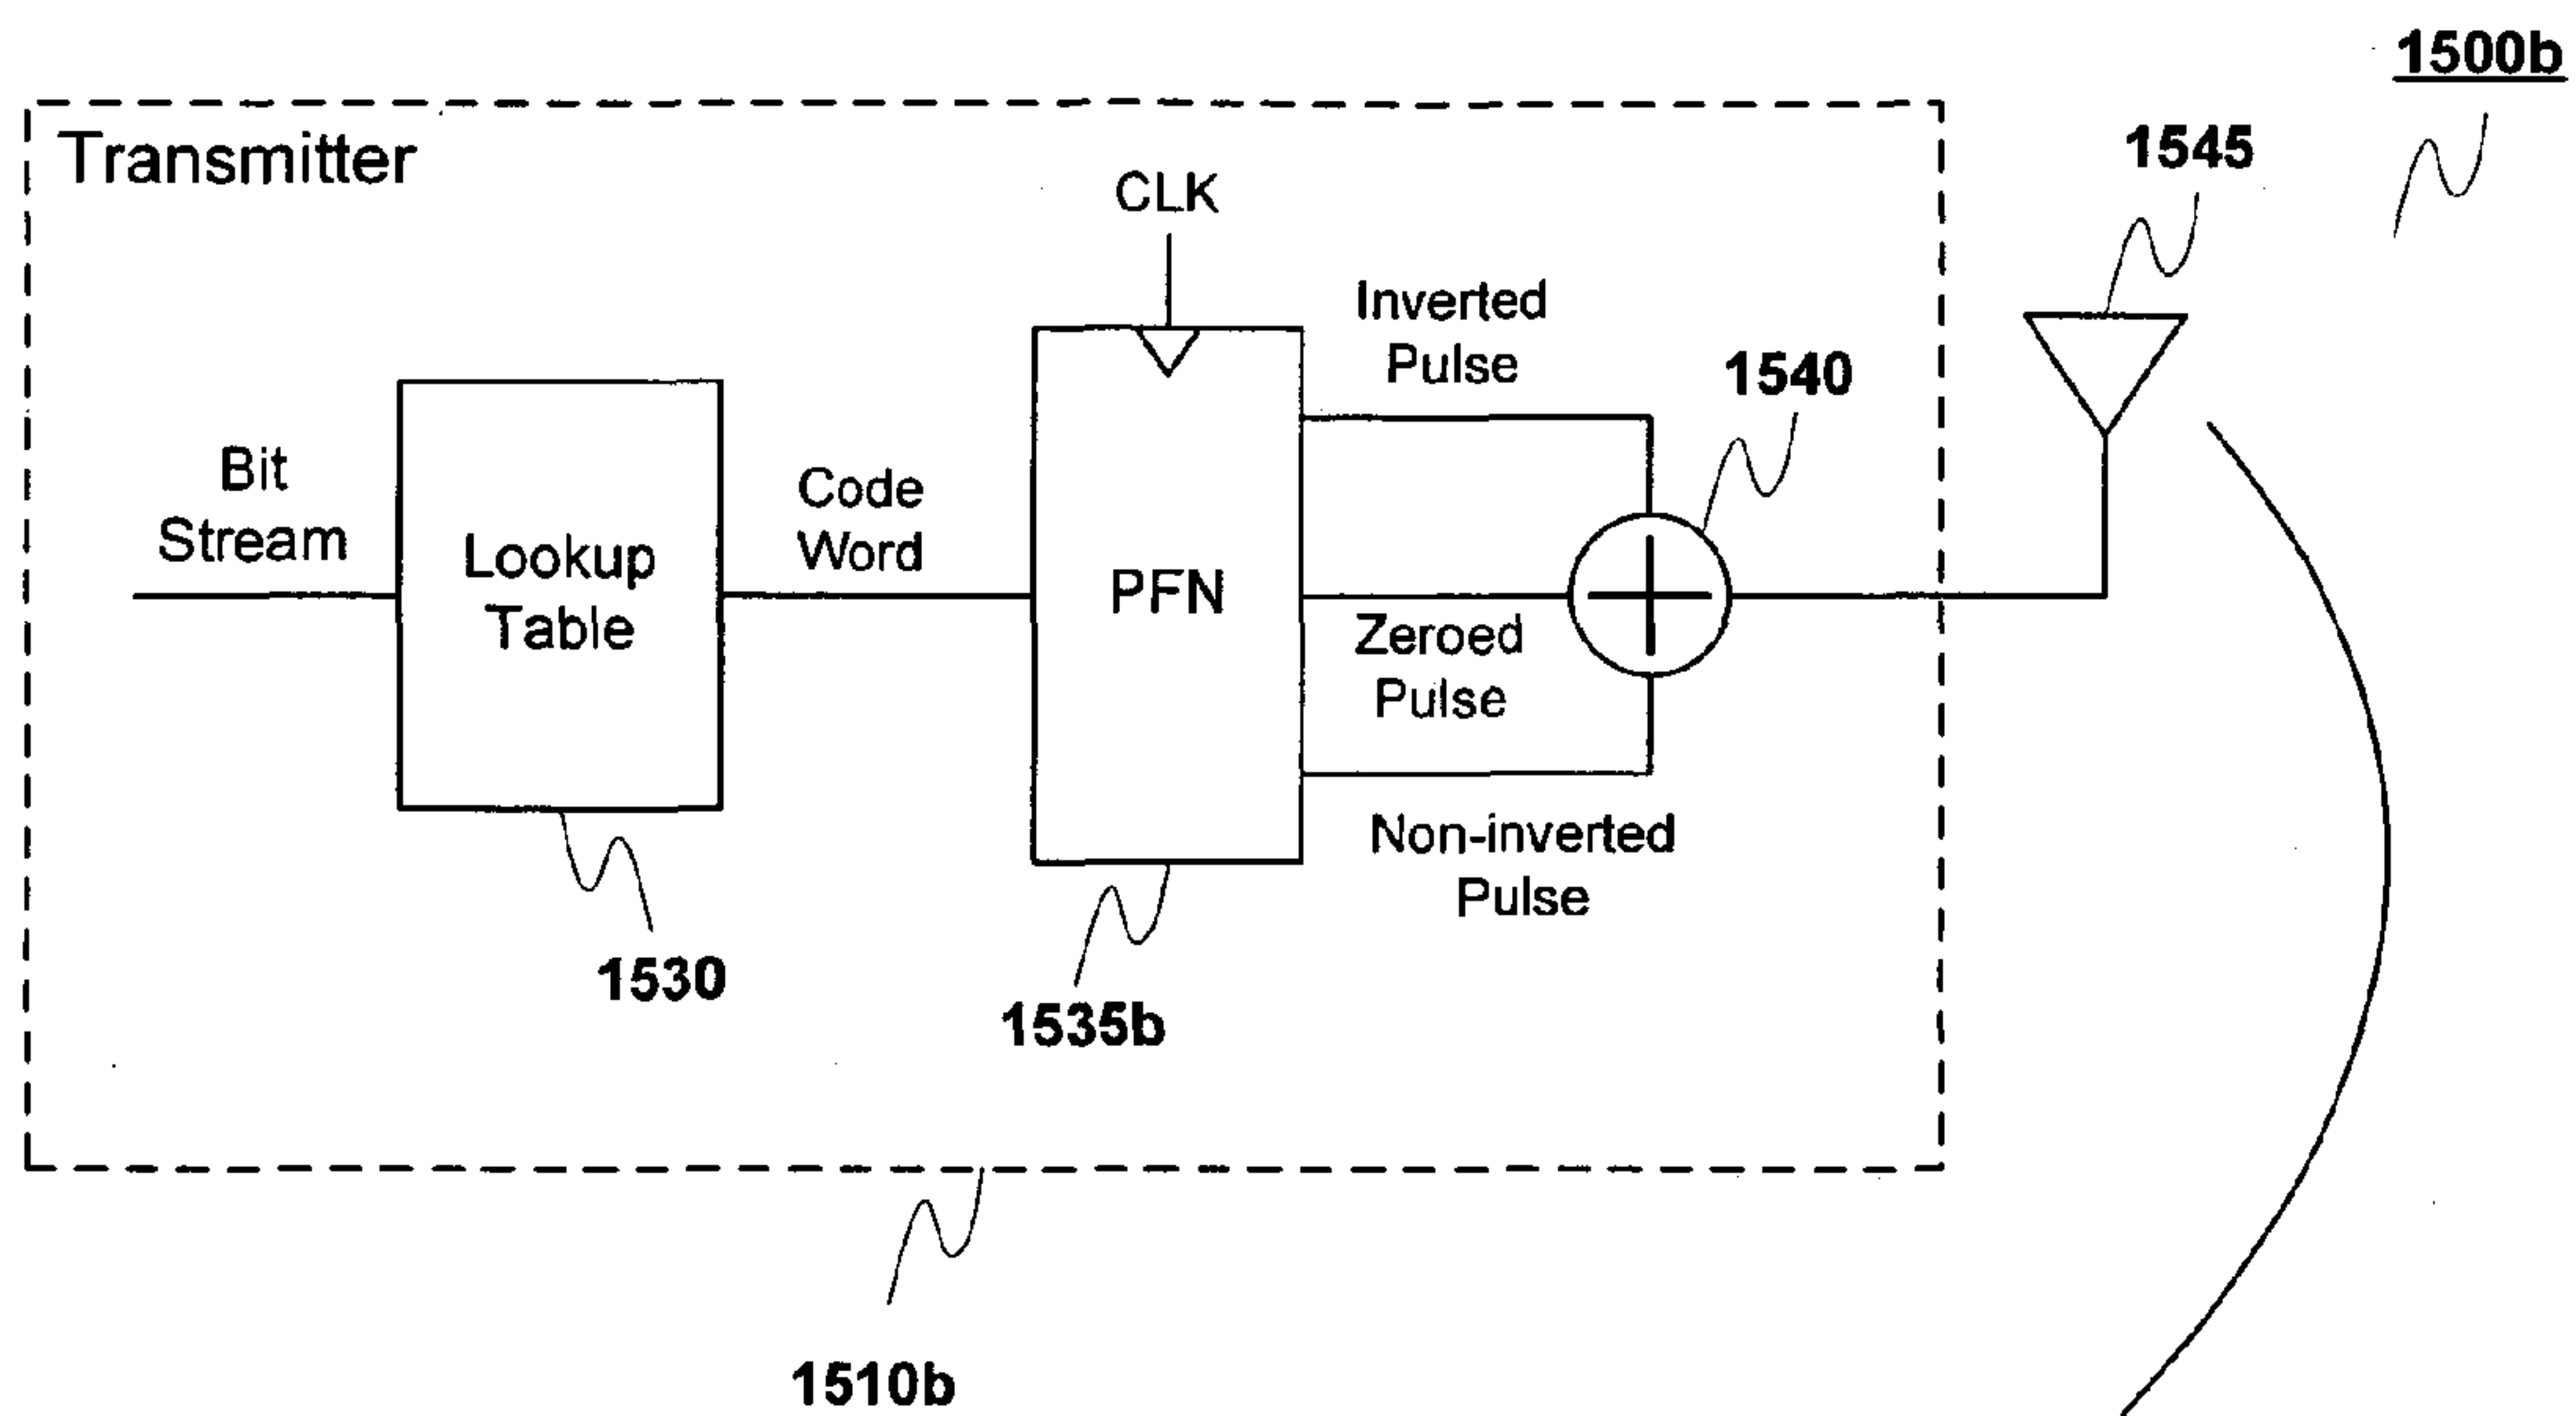 1500b
Transmitter
1545
CLK
Inverted
Pulse
1540
Bit
Stream
Lookup
Table
Code
Word
PFN
Zeroed
Pulse
Non-inverted
Pulse
1530
1535b
1510b